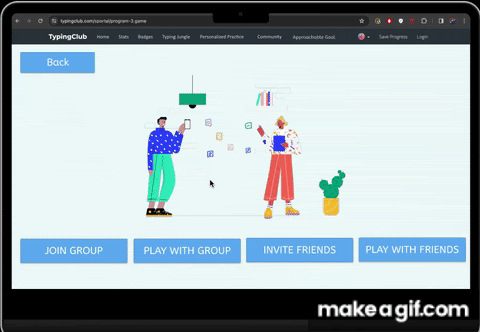 typingclub.com/sportal/program-3.game
TypingClub Home Stats Badges Typing Jungle Personalised Practice Community Approachable Goal Save Progress Login
Back
JOIN GROUP PLAY WITH GROUP INVITE FRIENDS PLAY WITH FRIENDS
makeagif.com